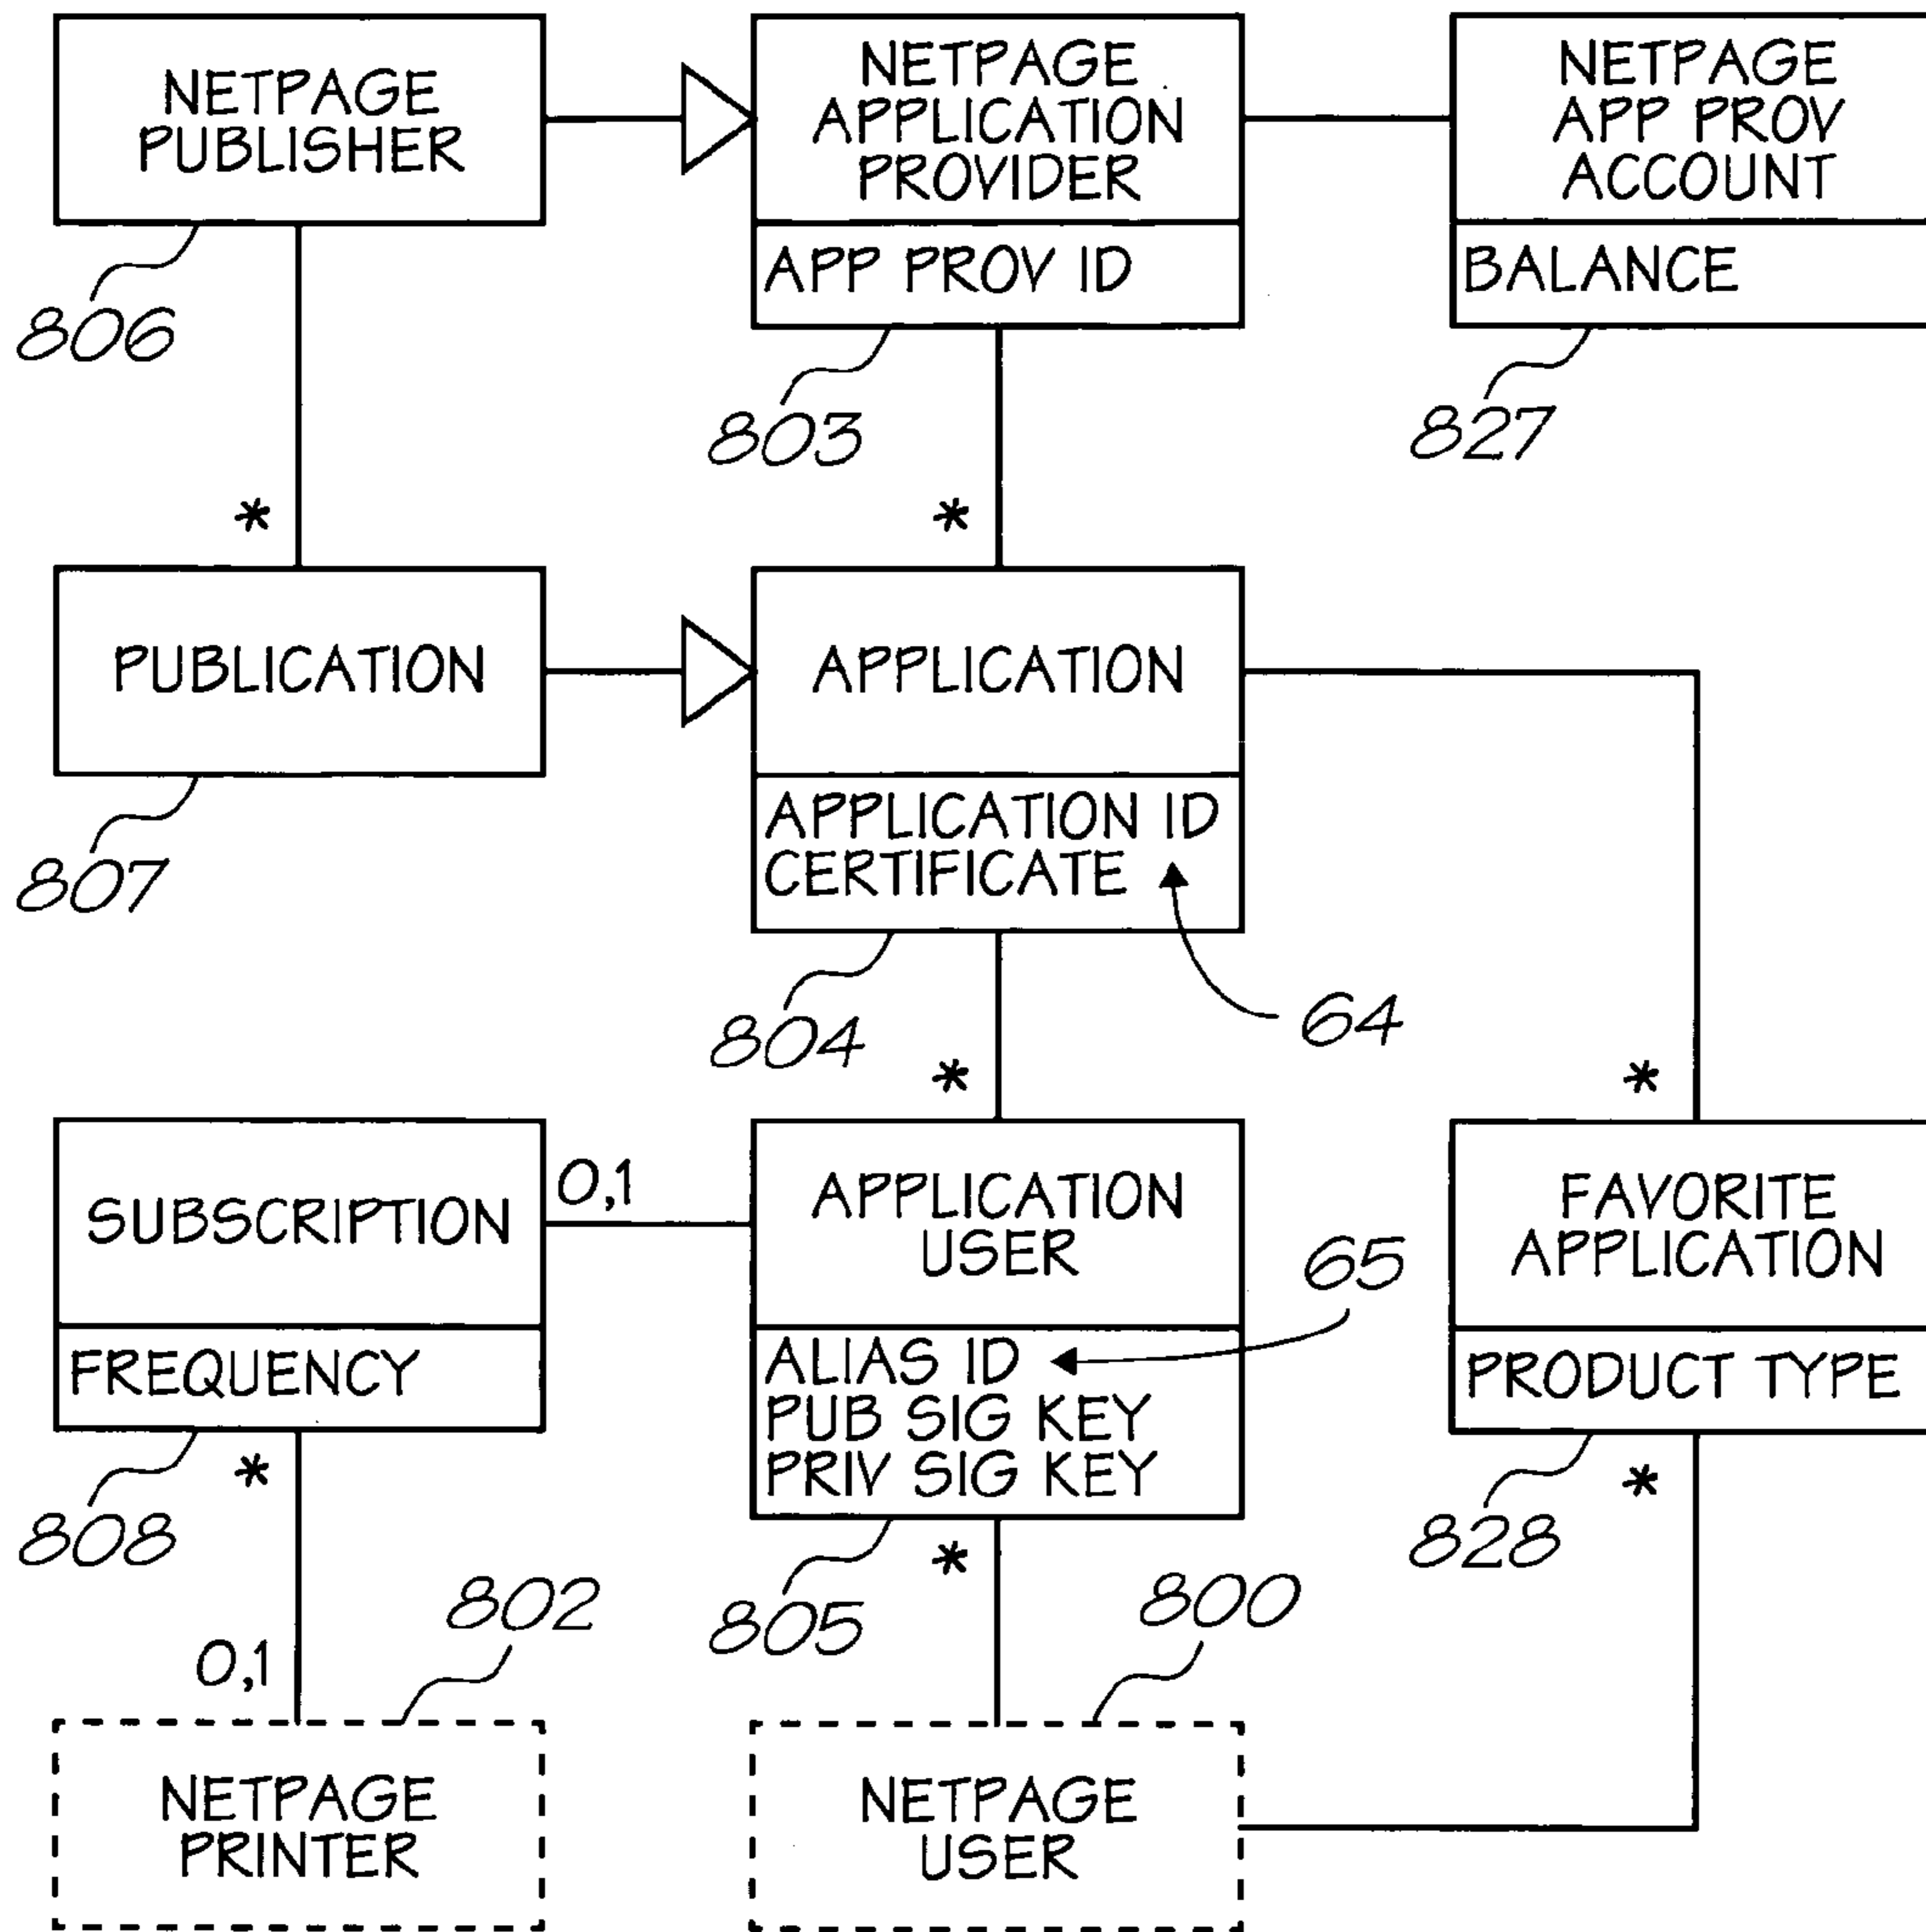 NETPAGE
PUBLISHER
NETPAGE
APPLICATION
PROVIDER
APP PROV ID
NETPAGE
APP PROV
ACCOUNT
BALANCE
806
803
827
*
*
PUBLICATION
APPLICATION
APPLICATION ID
CERTIFICATE
807
804
64
*
*
SUBSCRIPTION
FREQUENCY
0,1
APPLICATION
USER
ALIAS ID
PUB SIG KEY
PRIV SIG KEY
65
FAVORITE
APPLICATION
PRODUCT TYPE
808
*
805
*
828
*
802
800
0,1
NETPAGE
PRINTER
NETPAGE
USER